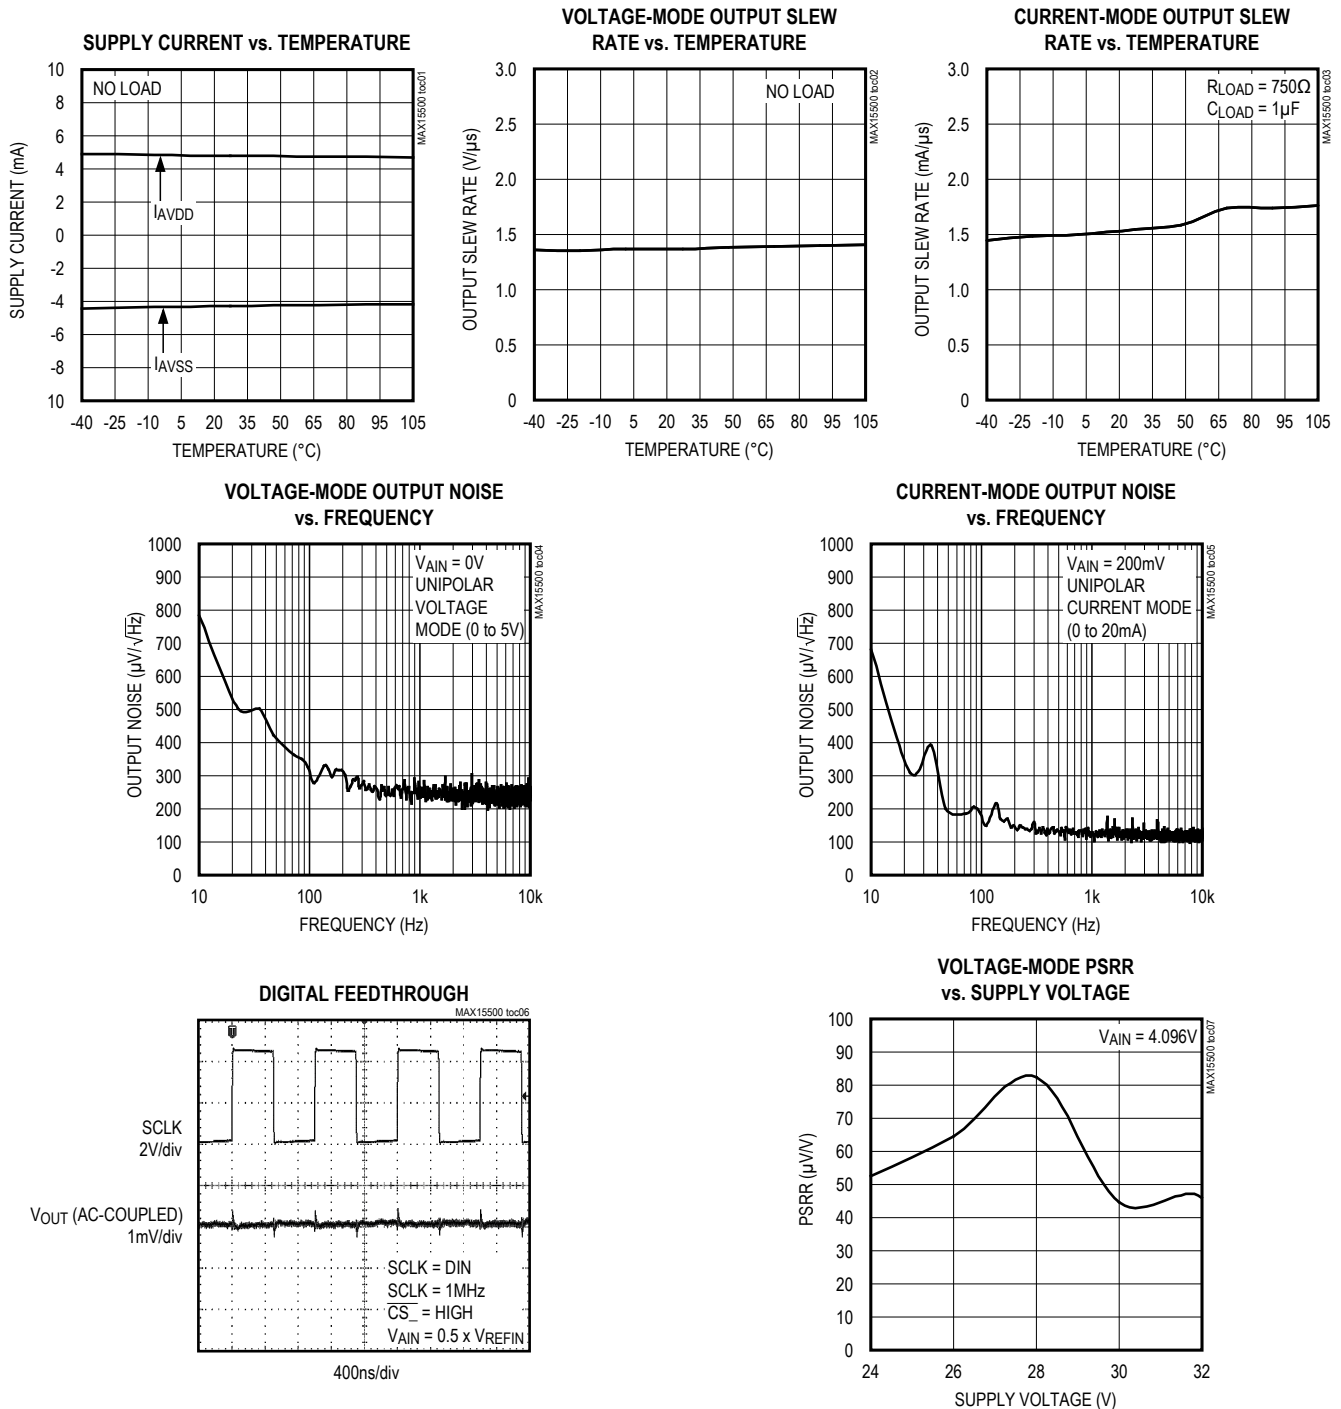 SUPPLY CURRENT vs. TEMPERATURE
MAX15500 toc01
SUPPLY CURRENT (mA)
10
8
6
4
2
0
-2
-4
-6
-8
10
NO LOAD
IAVDD
IAVSS
-40 -25 -10 5 20 35 50 65 80 95 105
TEMPERATURE (°C)
VOLTAGE-MODE OUTPUT SLEW
RATE vs. TEMPERATURE
MAX15500 toc02
OUTPUT SLEW RATE (V/µs)
3.0
2.5
2.0
1.5
1.0
0.5
0
NO LOAD
-40 -25 -10 5 20 35 50 65 80 95 105
TEMPERATURE (°C)
CURRENT-MODE OUTPUT SLEW
RATE vs. TEMPERATURE
MAX15500 toc03
OUTPUT SLEW RATE (mA/µs)
3.0
2.5
2.0
1.5
1.0
0.5
0
RLOAD = 750Ω
CLOAD = 1µF
-40 -25 -10 5 20 35 50 65 80 95 105
TEMPERATURE (°C)
VOLTAGE-MODE OUTPUT NOISE
vs. FREQUENCY
MAX15500 toc04
OUTPUT NOISE (µV/√Hz)
1000
900
800
700
600
500
400
300
200
100
0
VAIN = 0V
UNIPOLAR
VOLTAGE
MODE (0 to 5V)
10 100 1k 10k
FREQUENCY (Hz)
CURRENT-MODE OUTPUT NOISE
vs. FREQUENCY
MAX15500 toc05
OUTPUT NOISE (µV/√Hz)
1000
900
800
700
600
500
400
300
200
100
0
VAIN = 200mV
UNIPOLAR
CURRENT MODE
(0 to 20mA)
10 100 1k 10k
FREQUENCY (Hz)
DIGITAL FEEDTHROUGH
MAX15500 toc06
SCLK
2V/div
VOUT (AC-COUPLED)
1mV/div
SCLK = DIN
SCLK = 1MHz
C̅S̅_̅ = HIGH
VAIN = 0.5 x VREFIN
400ns/div
VOLTAGE-MODE PSRR
vs. SUPPLY VOLTAGE
MAX15500 toc07
PSRR (µV/V)
100
90
80
70
60
50
40
30
20
10
0
VAIN = 4.096V
24 26 28 30 32
SUPPLY VOLTAGE (V)